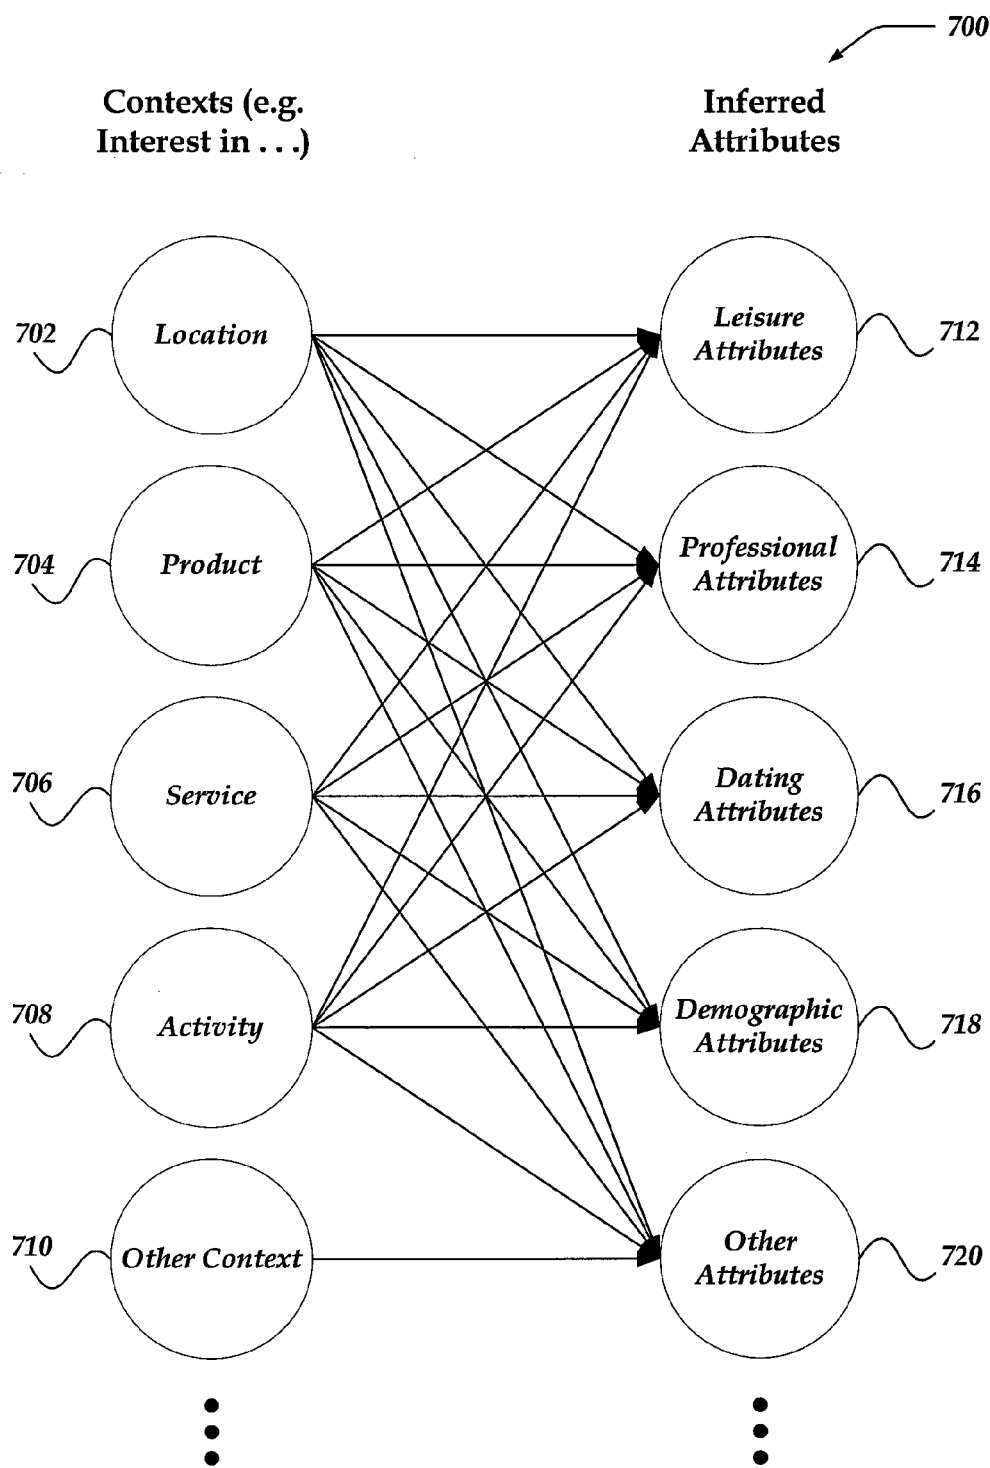 700
Contexts (e.g.
Interest in . . .)
Inferred
Attributes
702
Location
Leisure
Attributes
712
704
Product
Professional
Attributes
714
706
Service
Dating
Attributes
716
708
Activity
Demographic
Attributes
718
710
Other Context
Other
Attributes
720